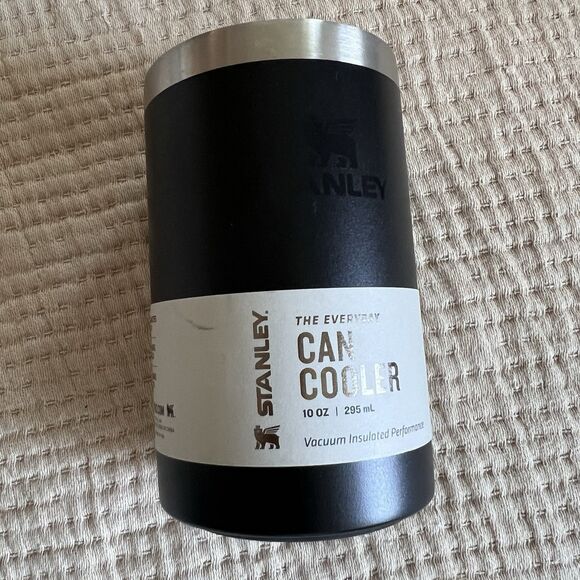 STANLEY
STANLEY
THE EVERYDAY
CAN
COOLER
10 OZ | 295 mL
Vacuum Insulated Performance